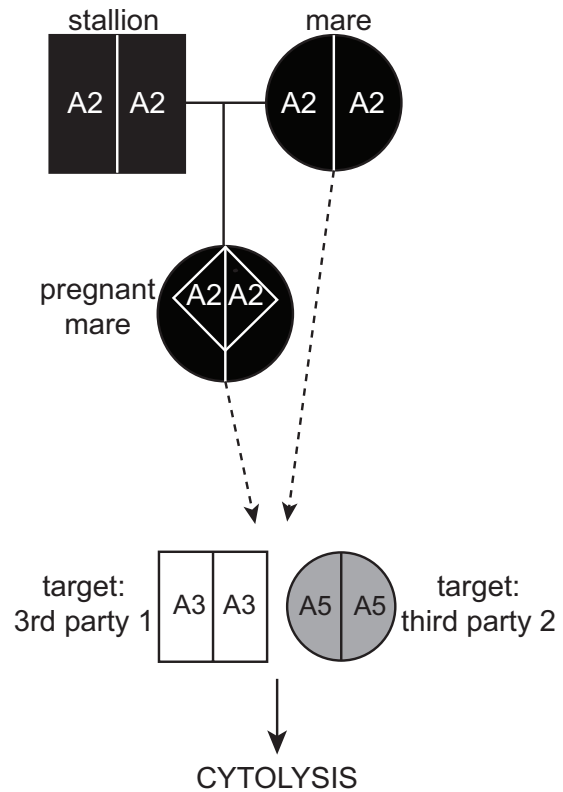 stallion
mare
A2 A2
A2 A2
pregnant
mare
A2 A2
target:
3rd party 1
A3 A3
A5 A5
target:
third party 2
CYTOLYSIS